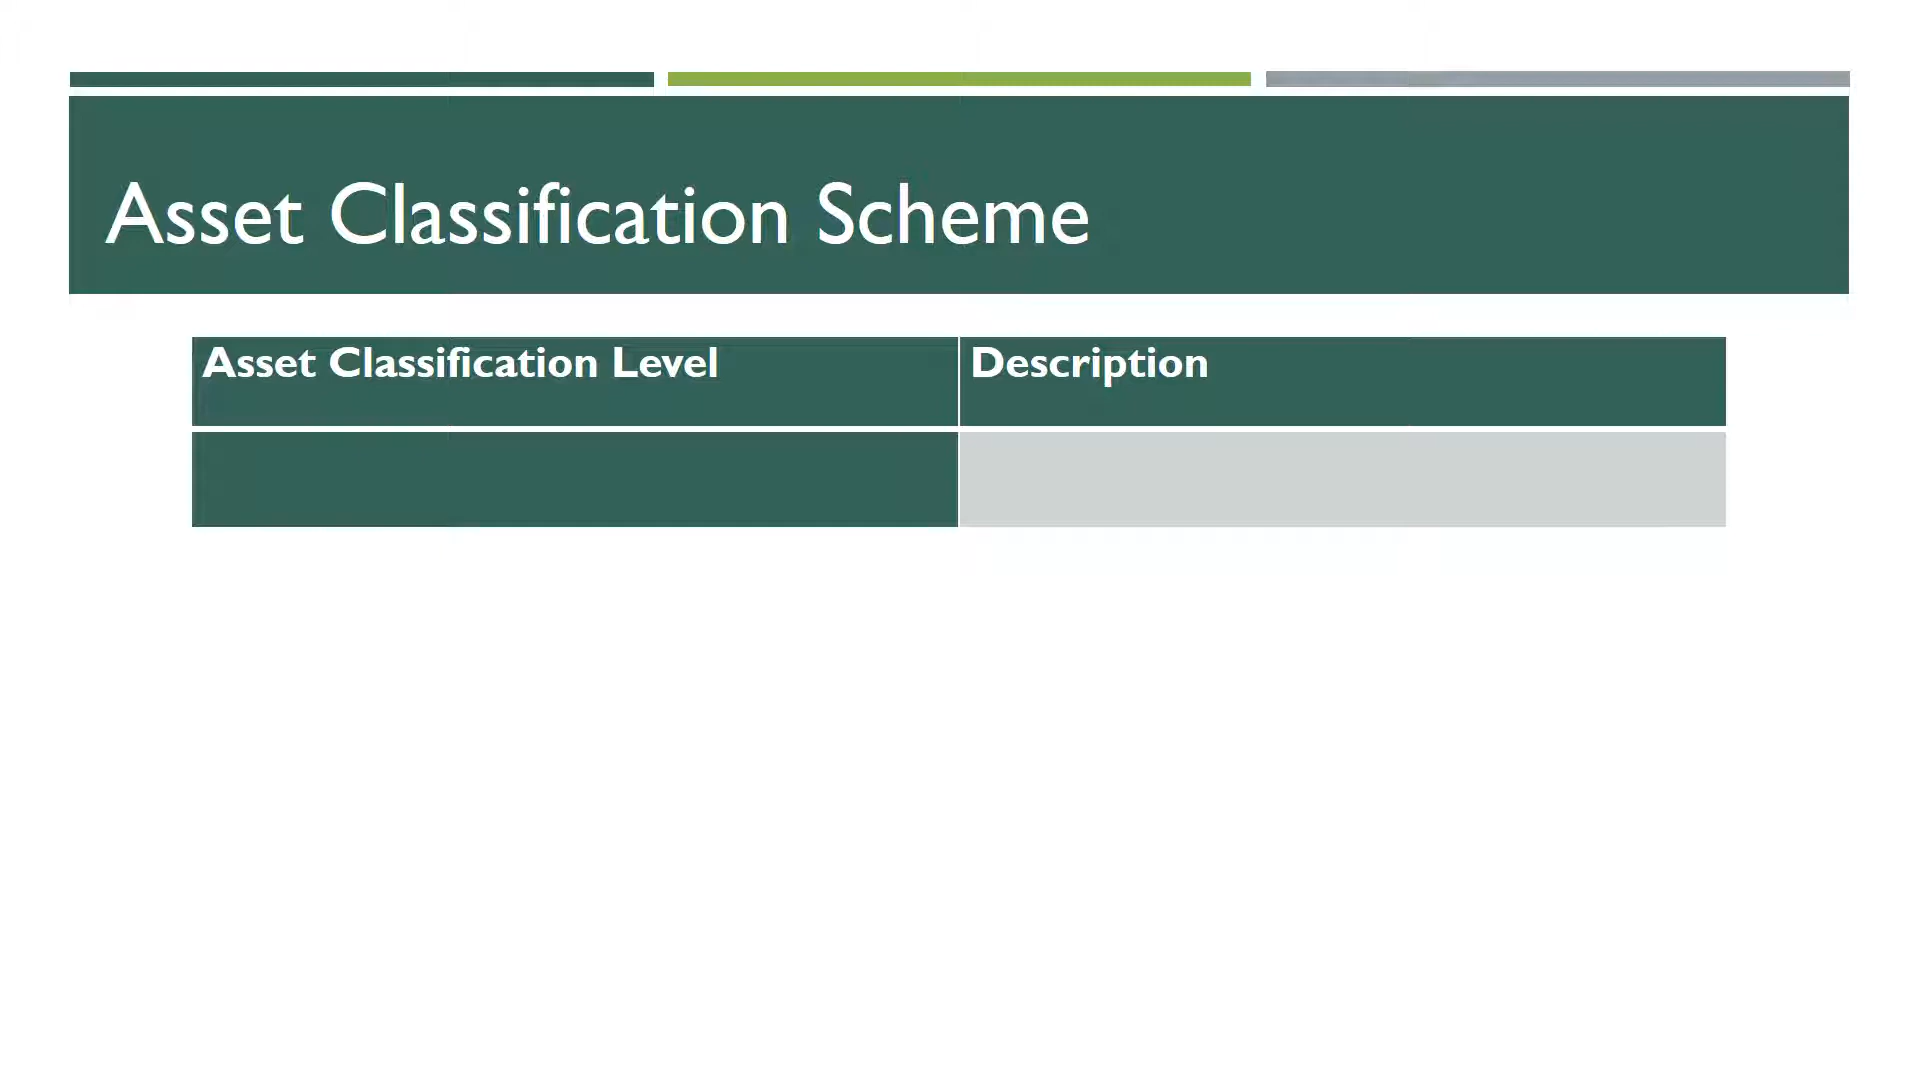 Asset Classification Scheme
Asset Classification Level
Description